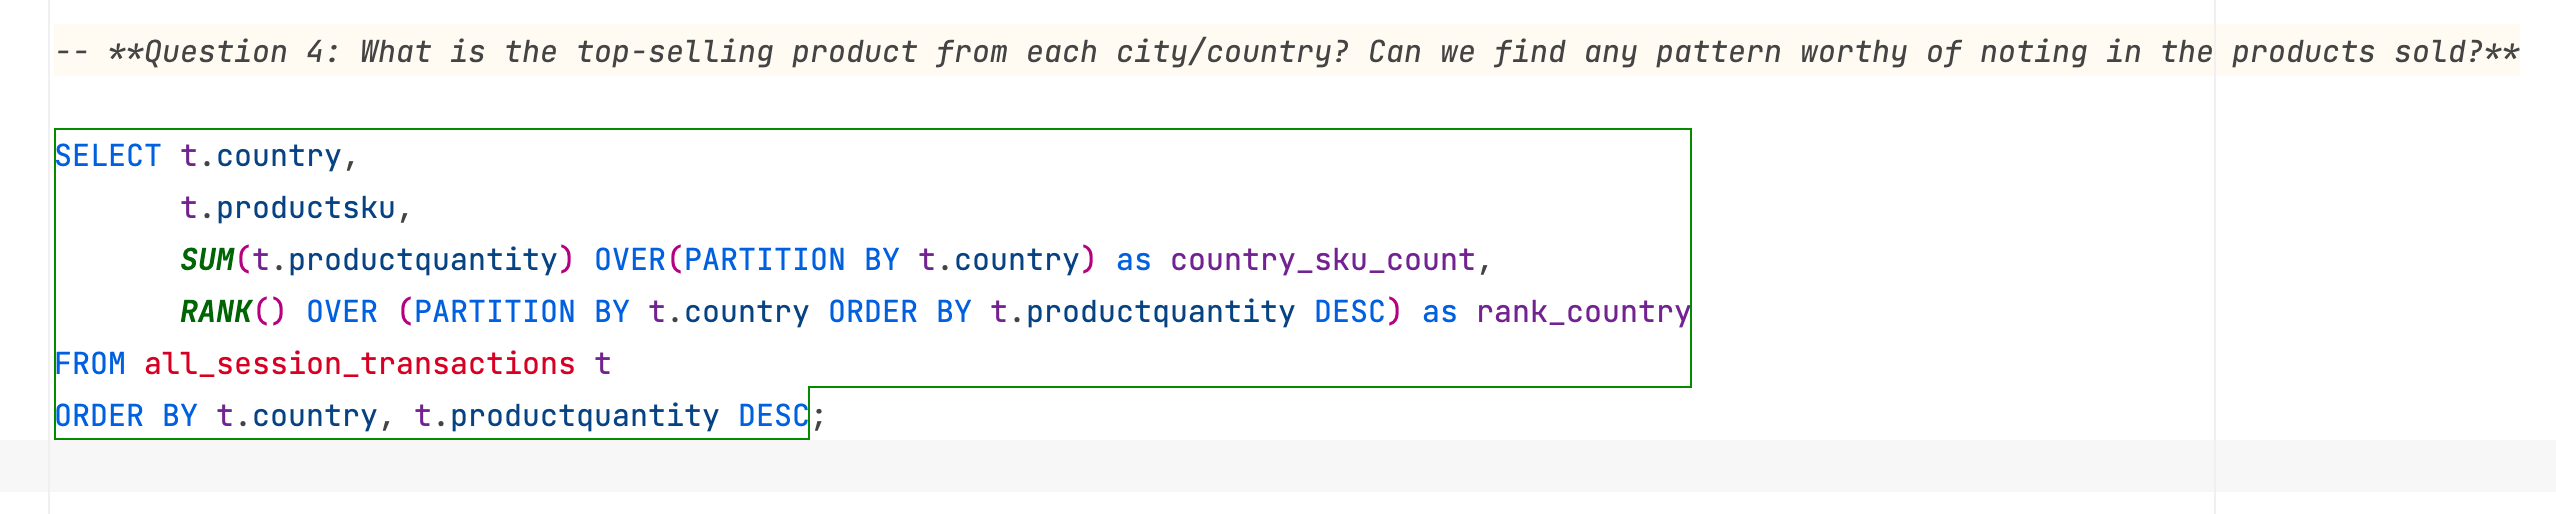 -- **Question 4: What is the top-selling product from each city/country? Can we find any pattern worthy of noting in the products sold?**
SELECT t.country,
t.productsku,
SUM(t.productquantity) OVER(PARTITION BY t.country) as country_sku_count,
RANK() OVER (PARTITION BY t.country ORDER BY t.productquantity DESC) as rank_country
FROM all_session_transactions t
ORDER BY t.country, t.productquantity DESC;